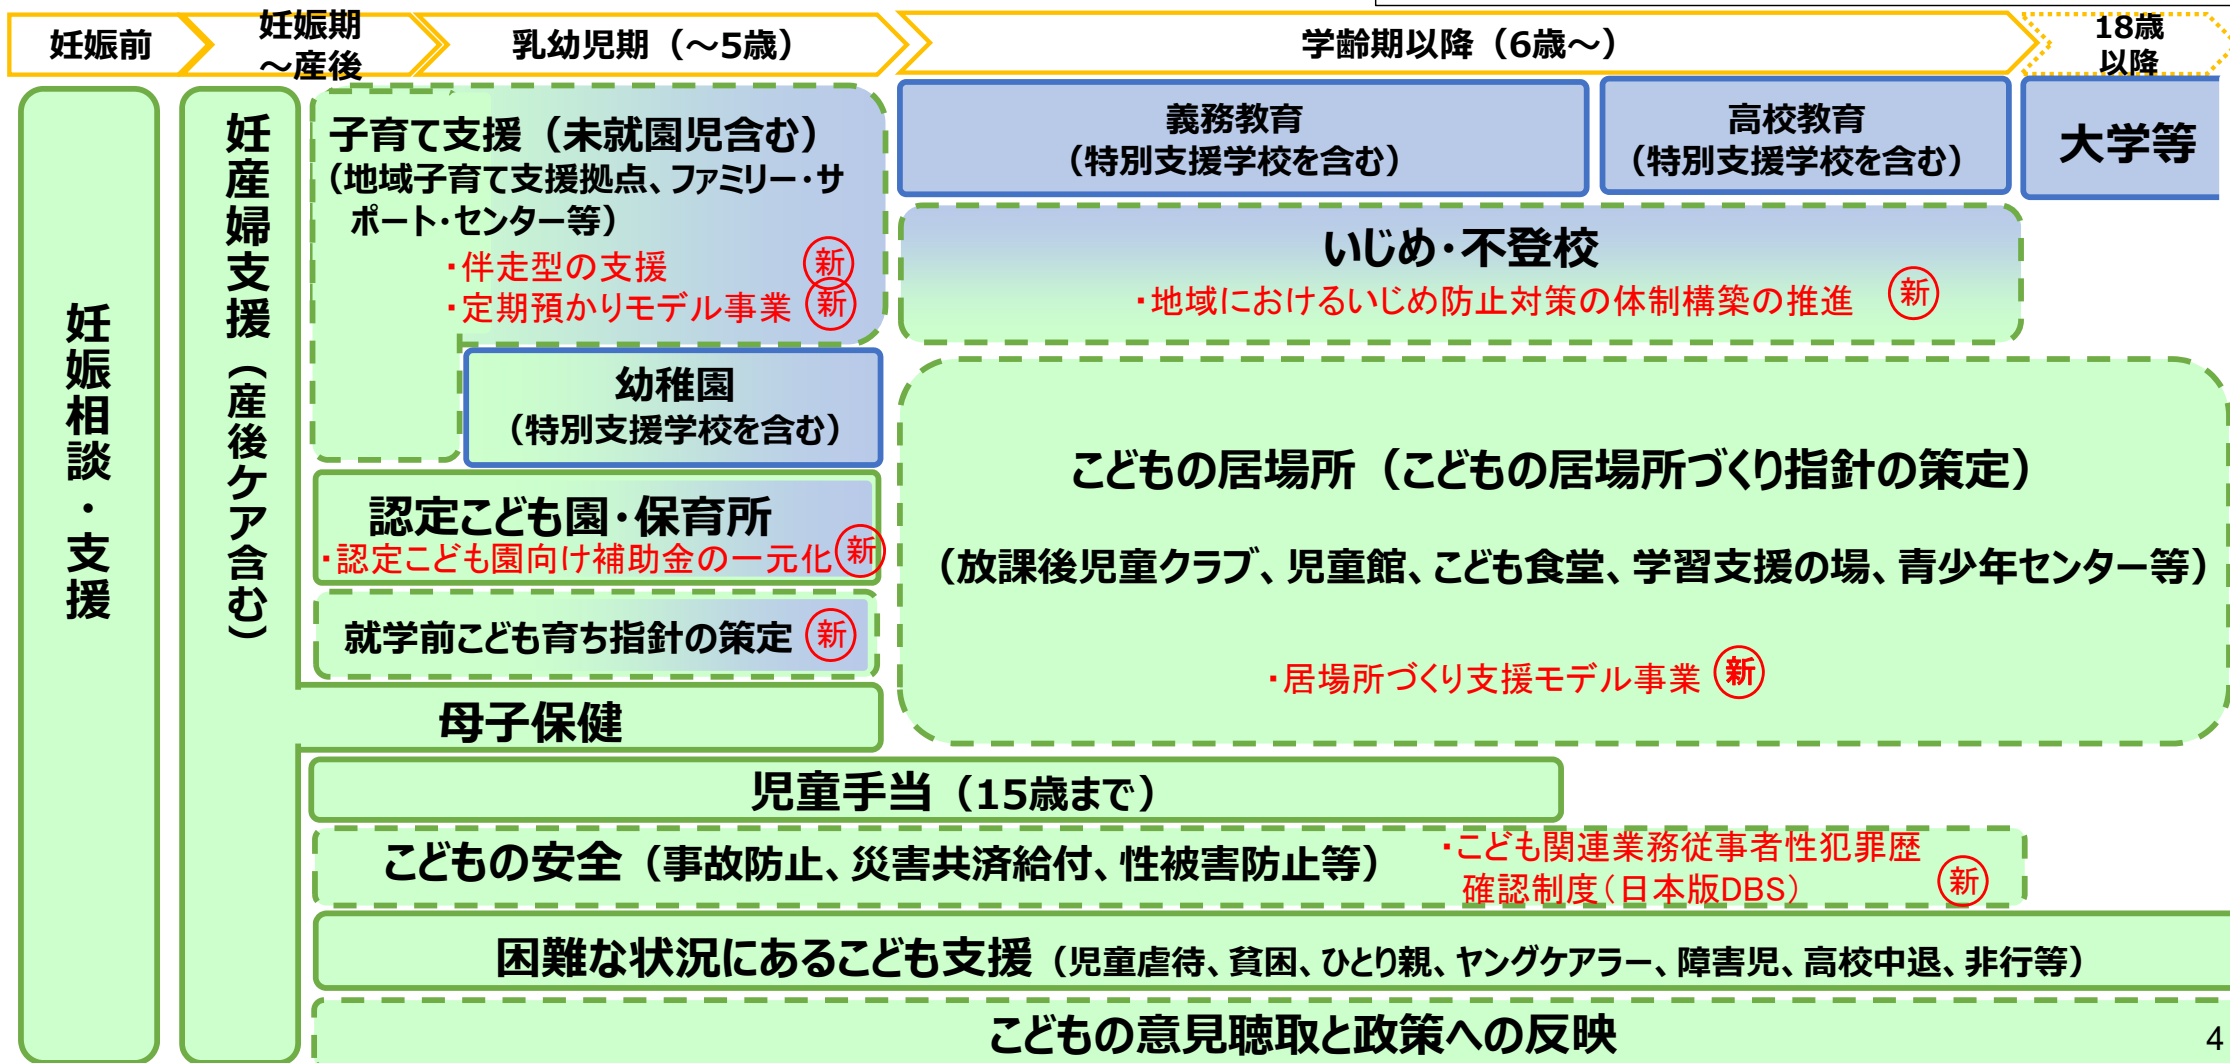 妊娠前
妊娠期
～産後
乳幼児期（～5歳）
学齢期以降（6歳～）
18歳
以降
妊娠相談・支援
妊産婦支援（産後ケア含む）
子育て支援（未就園児含む）
（地域子育て支援拠点、ファミリー・サ
ポート・センター等）
・伴走型の支援 新
・定期預かりモデル事業 新
幼稚園
（特別支援学校を含む）
認定こども園・保育所
・認定こども園向け補助金の一元化 新
就学前こども育ち指針の策定 新
母子保健
義務教育
（特別支援学校を含む）
高校教育
（特別支援学校を含む）
大学等
いじめ・不登校
・地域におけるいじめ防止対策の体制構築の推進 新
こどもの居場所（こどもの居場所づくり指針の策定）
（放課後児童クラブ、児童館、こども食堂、学習支援の場、青少年センター等）
・居場所づくり支援モデル事業 新
児童手当（15歳まで）
こどもの安全（事故防止、災害共済給付、性被害防止等）
・こども関連業務従事者性犯罪歴
確認制度（日本版DBS） 新
困難な状況にあるこども支援（児童虐待、貧困、ひとり親、ヤングケアラー、障害児、高校中退、非行等）
こどもの意見聴取と政策への反映
4